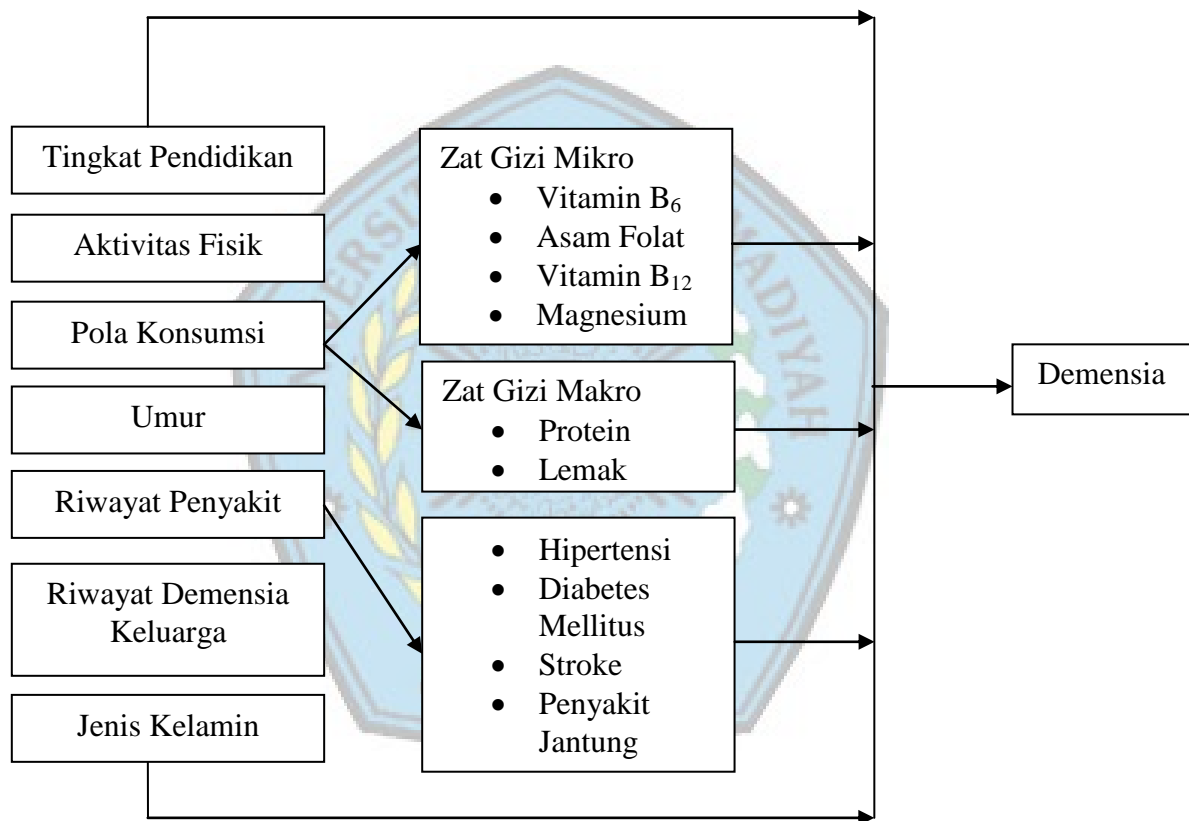 Tingkat Pendidikan
Aktivitas Fisik
Pola Konsumsi
Umur
Riwayat Penyakit
Riwayat Demensia
Keluarga
Jenis Kelamin
Zat Gizi Mikro
• Vitamin B₆
• Asam Folat
• Vitamin B₁₂
• Magnesium
Zat Gizi Makro
• Protein
• Lemak
• Hipertensi
• Diabetes
Mellitus
• Stroke
• Penyakit
Jantung
Demensia